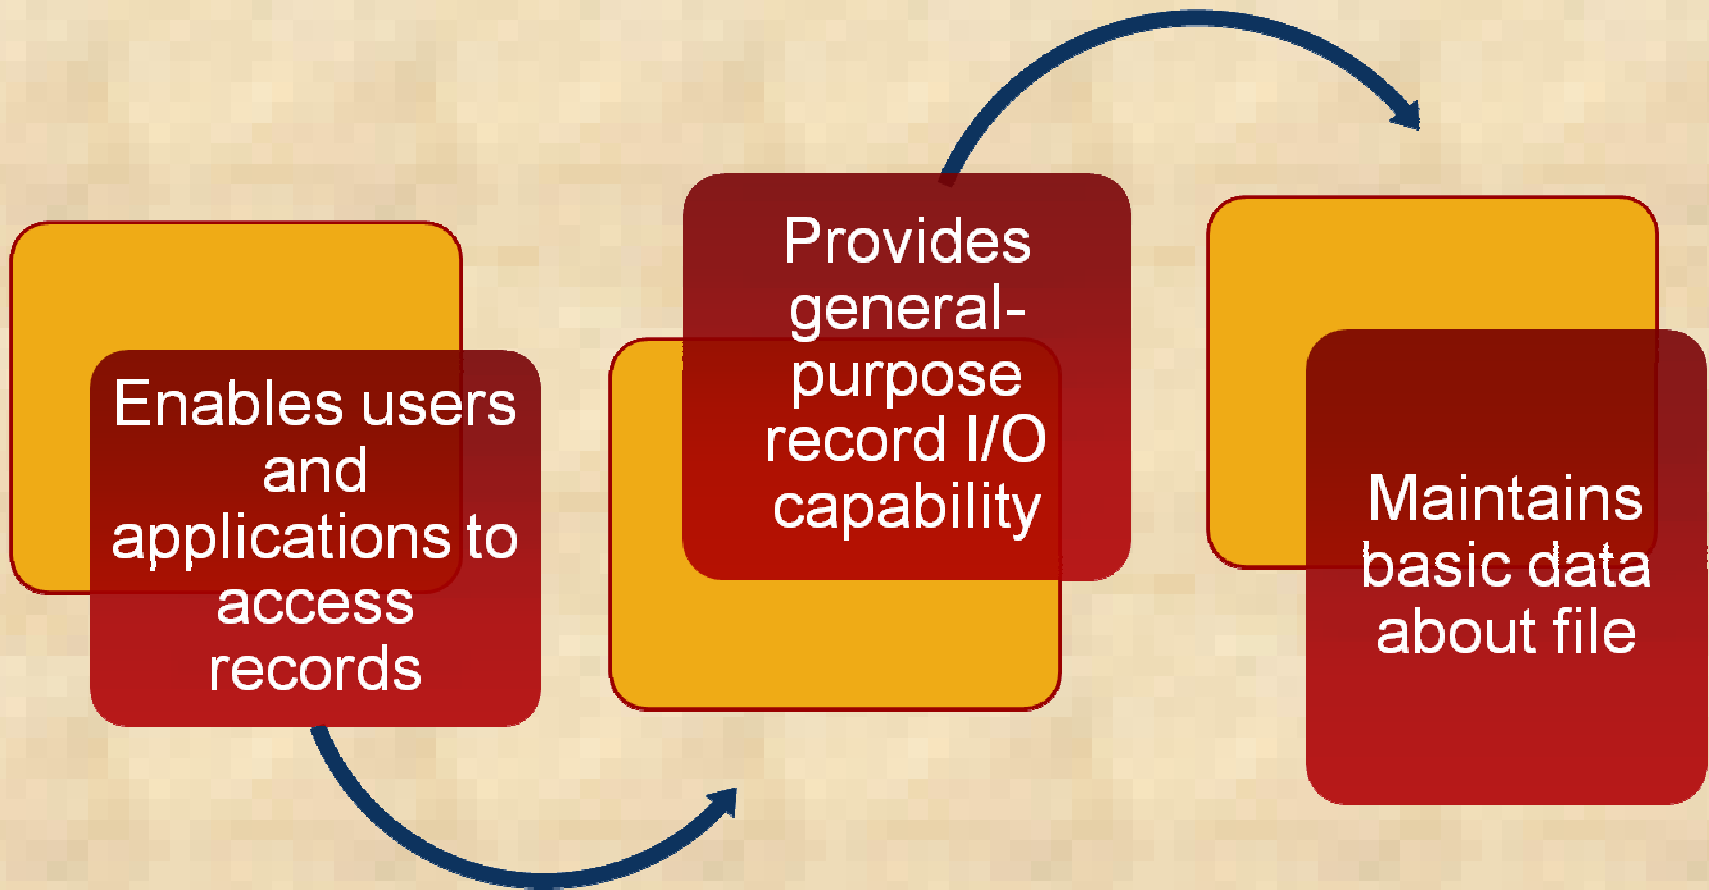 Enables users
and
applications to
access
records
Provides
general-
purpose
record I/O
capability
Maintains
basic data
about file